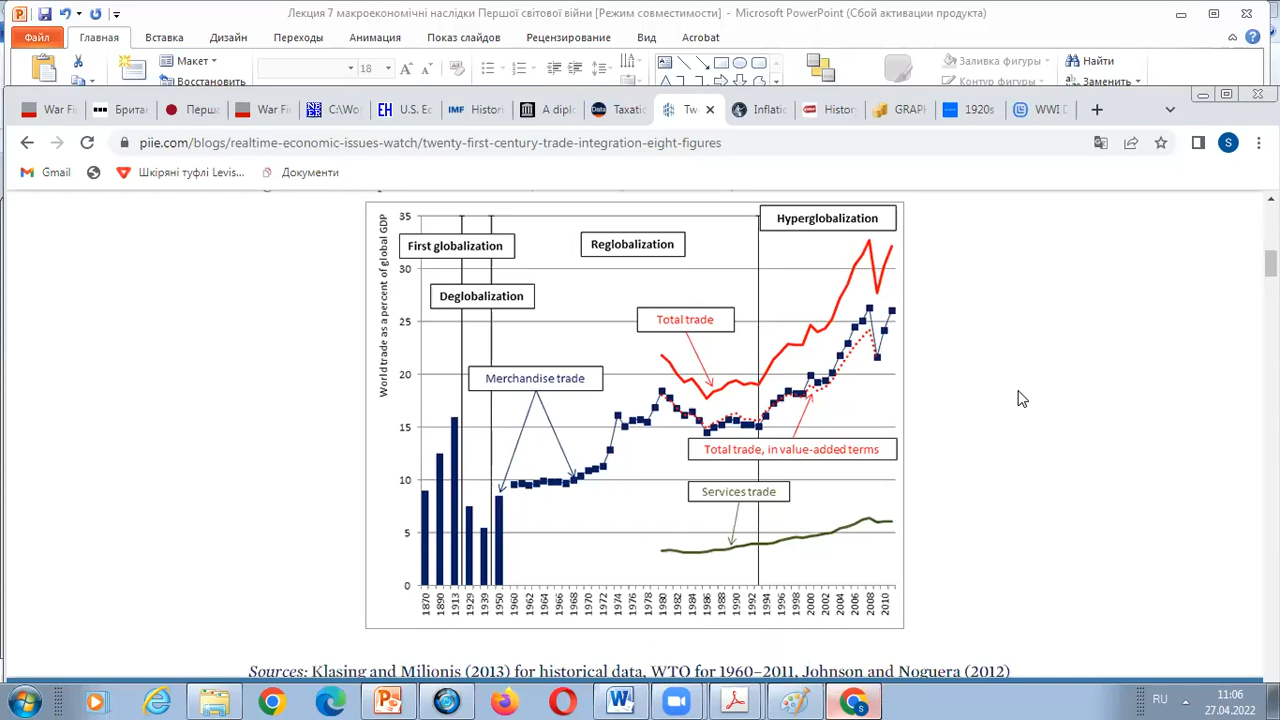 Лекция 7 макроекономічні наслідки Першої світової війни [Режим совместимости] - Microsoft PowerPoint (Сбой активации продукта)
Файл Главная Вставка Дизайн Переходы Анимация Показ слайдов Рецензирование Вид Acrobat
Макет 18 Заливка фигуры Найти
Восстановить Контур фигуры Заменить
War Fi Брита Перша War Fi C:\Wo U.S. Ec Histori A diplo Taxatio Tw Inflatio Histor GRAPH 1920s WWI D
piie.com/blogs/realtime-economic-issues-watch/twenty-first-century-trade-integration-eight-figures
Gmail Шкіряні туфлі Levis... Документи
World trade as a percent of global GDP
35
30
25
20
15
10
5
0
Hyperglobalization
First globalization
Reglobalization
Deglobalization
Total trade
Merchandise trade
Total trade, in value-added terms
Services trade
1870 1890 1913 1929 1939 1950 1960 1962 1964 1966 1968 1970 1972 1974 1976 1978 1980 1982 1984 1986 1988 1990 1992 1994 1996 1998 2000 2002 2004 2006 2008 2010
Sources: Klasing and Milionis (2013) for historical data, WTO for 1960–2011, Johnson and Noguera (2012)
RU
11:06
27.04.2022